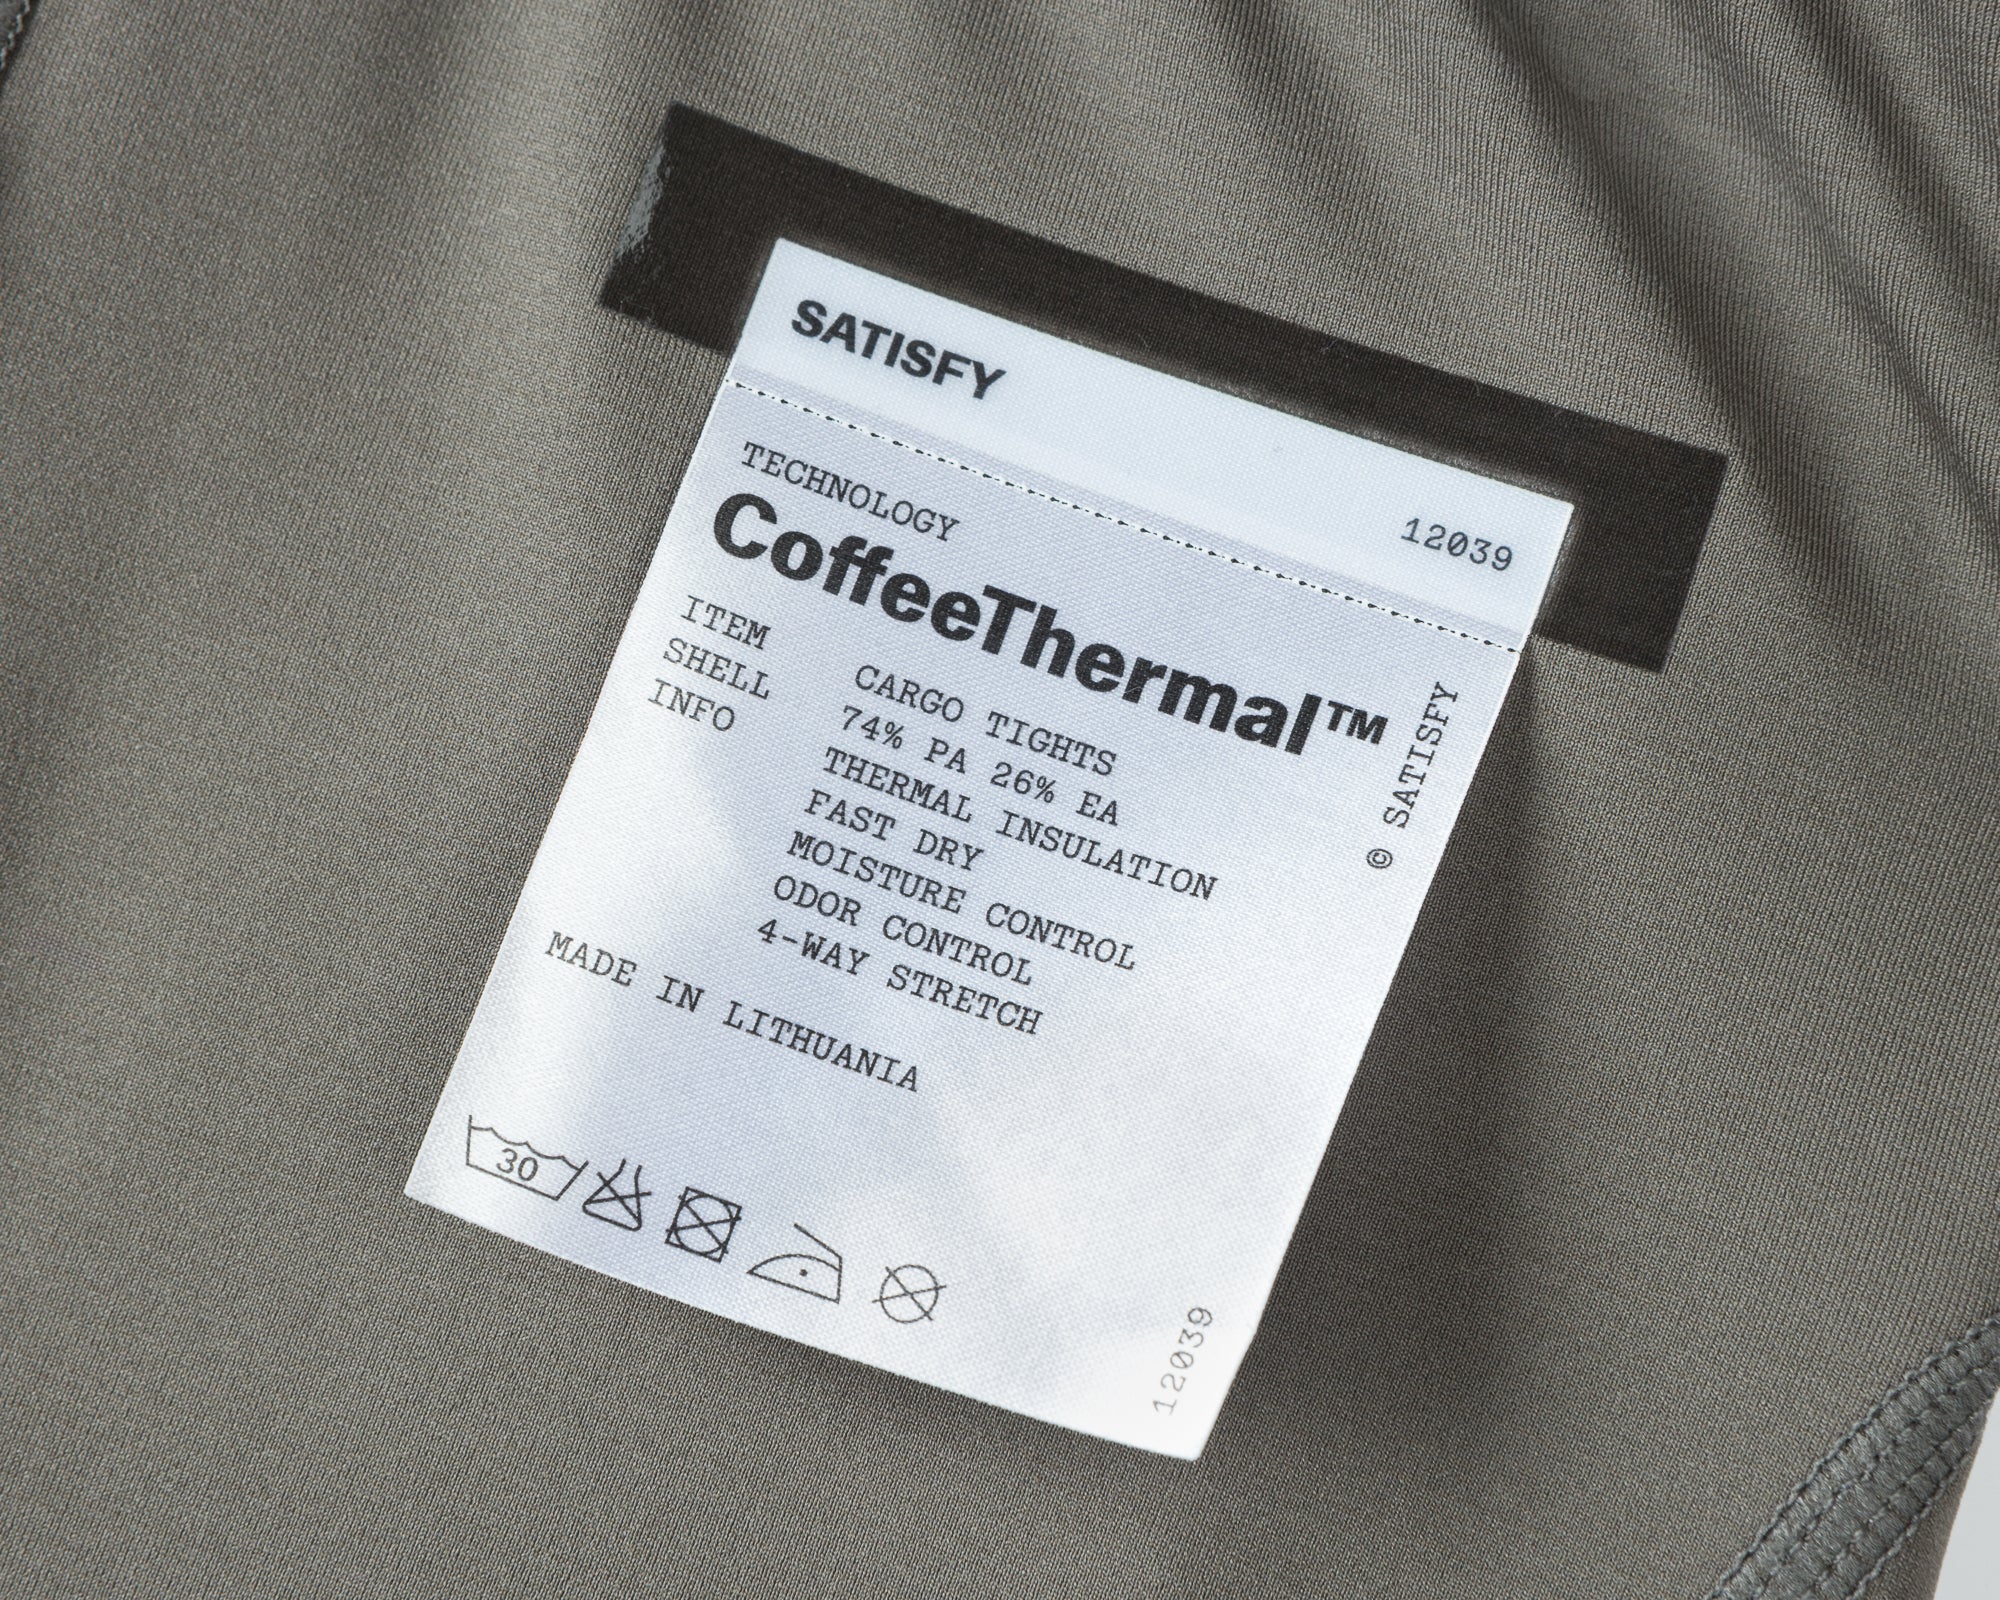 SATISFY
12039
TECHNOLOGY
CoffeeThermal™
ITEM CARGO TIGHTS
SHELL 74% PA 26% EA
INFO THERMAL INSULATION
FAST DRY
MOISTURE CONTROL
ODOR CONTROL
4-WAY STRETCH
MADE IN LITHUANIA
30
© SATISFY
12039